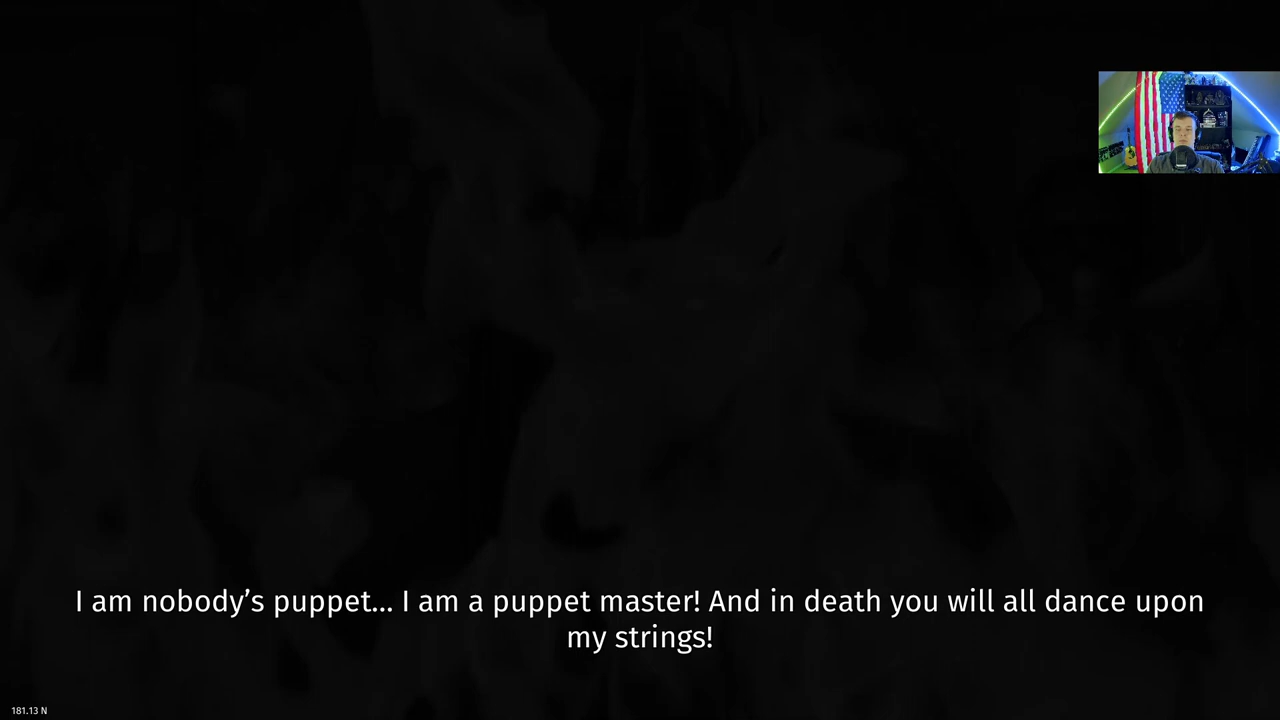 I am nobody’s puppet... I am a puppet master! And in death you will all dance upon
my strings!
181.13 N